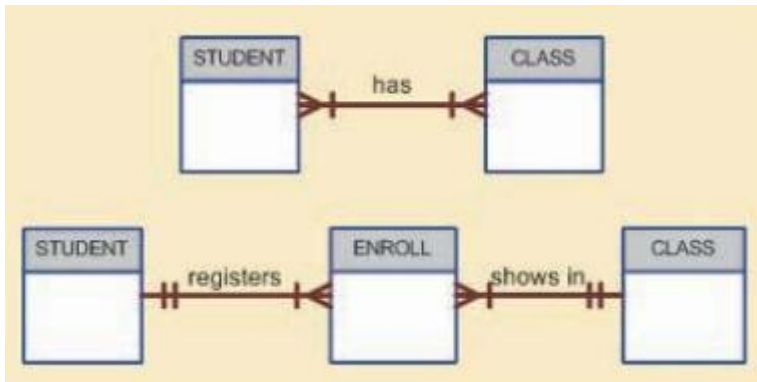 STUDENT
CLASS
has
STUDENT
ENROLL
CLASS
registers
shows in